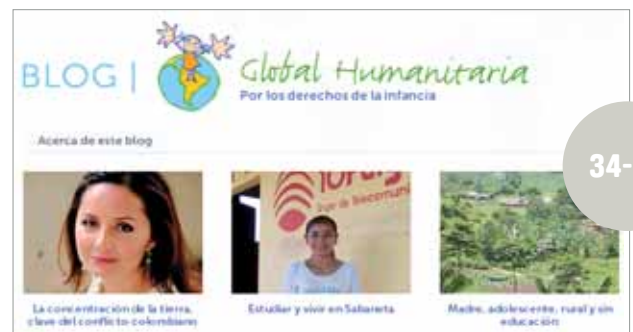 BLOG |
Global Humanitaria
Por los derechos de la infancia
Acerca de este blog
34-
La concentración de la tierra,
clave del conflicto colombiano
Estudiar y vivir en Sabaneta
Madre, adolescente, rural y sin
educación